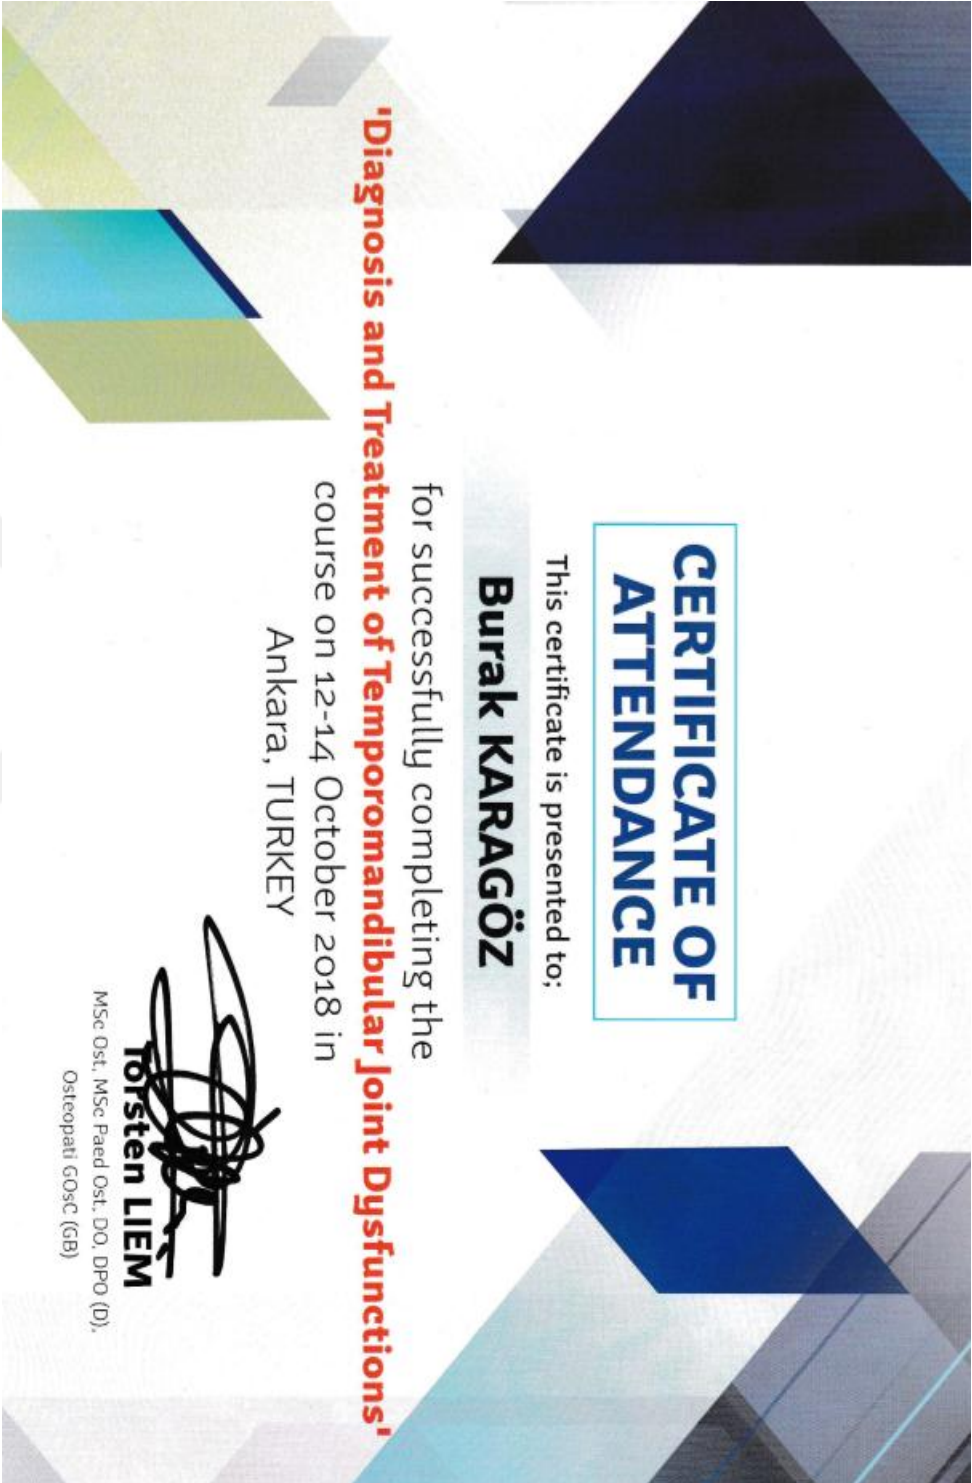 CERTIFICATE OF
ATTENDANCE
This certificate is presented to;
Burak KARAGÖZ
for successfully completing the
'Diagnosis and Treatment of Temporomandibular Joint Dysfunctions'
course on 12-14 October 2018 in
Ankara, TURKEY
Torsten LIEM
MSc Ost, MSc Paed Ost, DO, DPO (D),
Osteopati GOsC (GB)